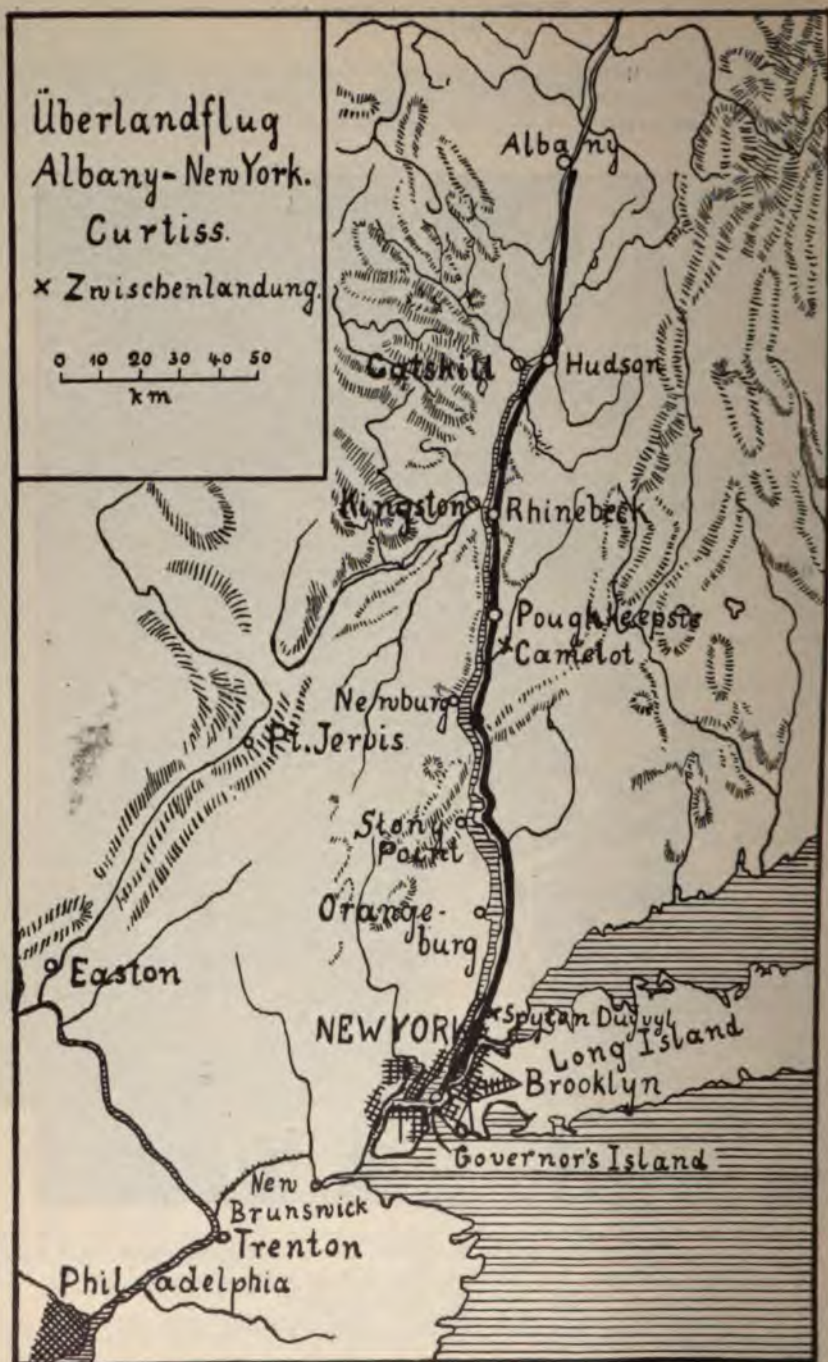 Überlandflug
Albany-New York.
Curtiss.
× Zwischenlandung.
0 10 20 30 40 50
km
Albany
Catskill
Hudson
Kingston
Rhinebeck
Poughkeepsie
Camelot
Newburg
Pt. Jervis
Stony
Point
Orange-
burg
Easton
NEW YORK
Spytan Duyvyl
Long Island
Brooklyn
Governor's Island
New
Brunswick
Trenton
Philadelphia